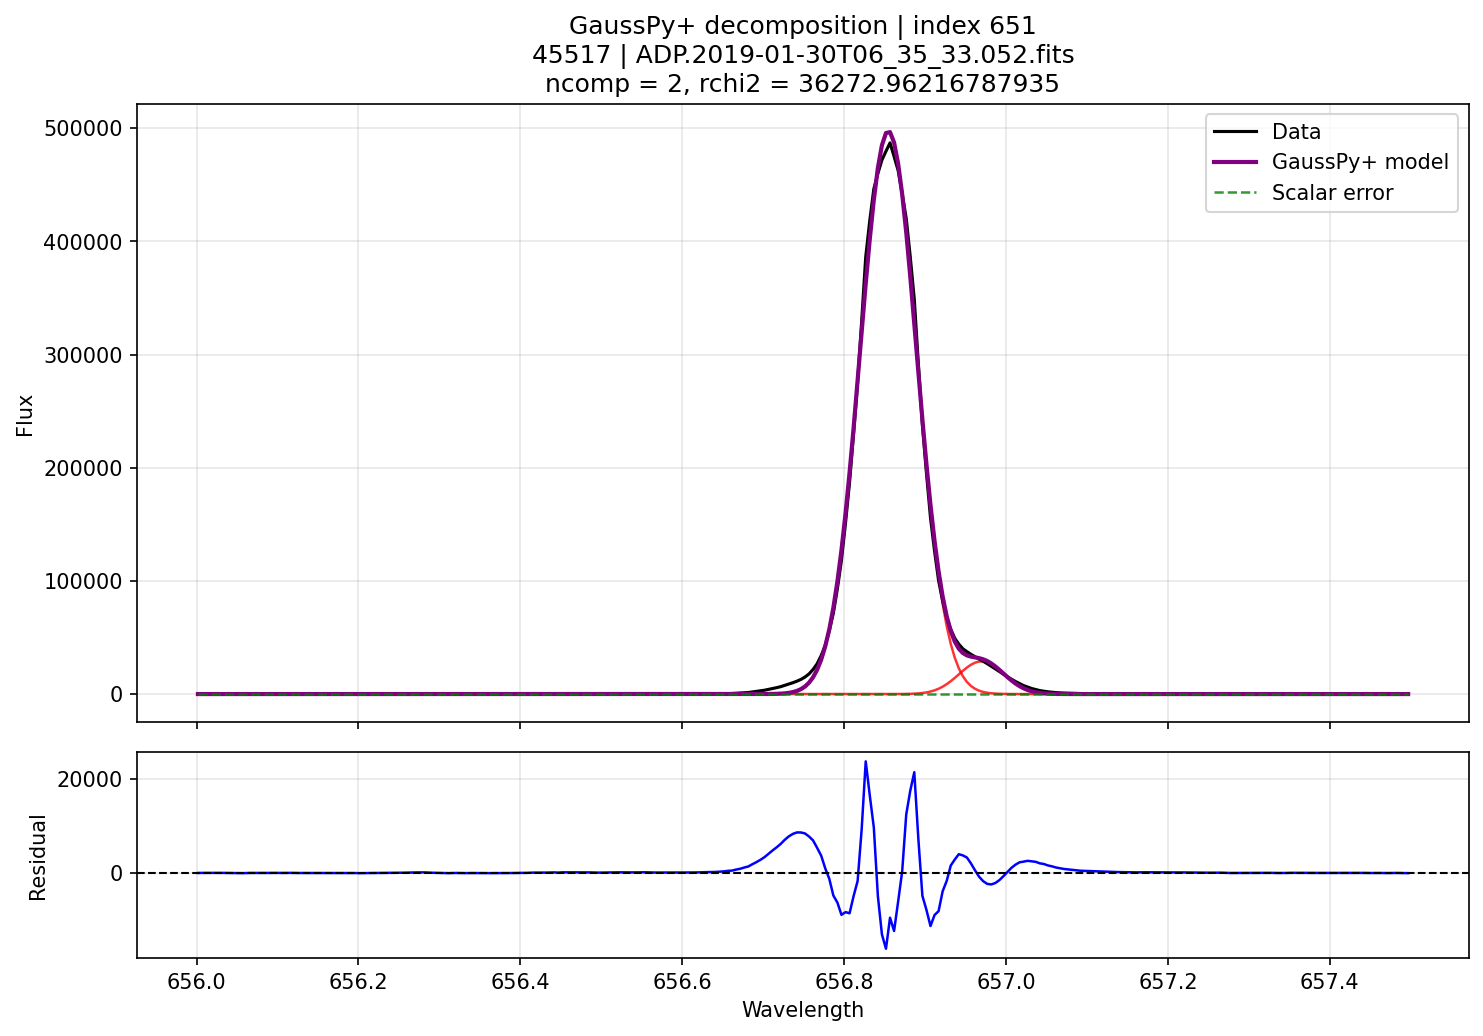 GaussPy+ decomposition | index 651
45517 | ADP.2019-01-30T06_35_33.052.fits
ncomp = 2, rchi2 = 36272.96216787935
Data
GaussPy+ model
Scalar error
500000
400000
300000
200000
100000
0
Flux
20000
0
Residual
656.0 656.2 656.4 656.6 656.8 657.0 657.2 657.4
Wavelength